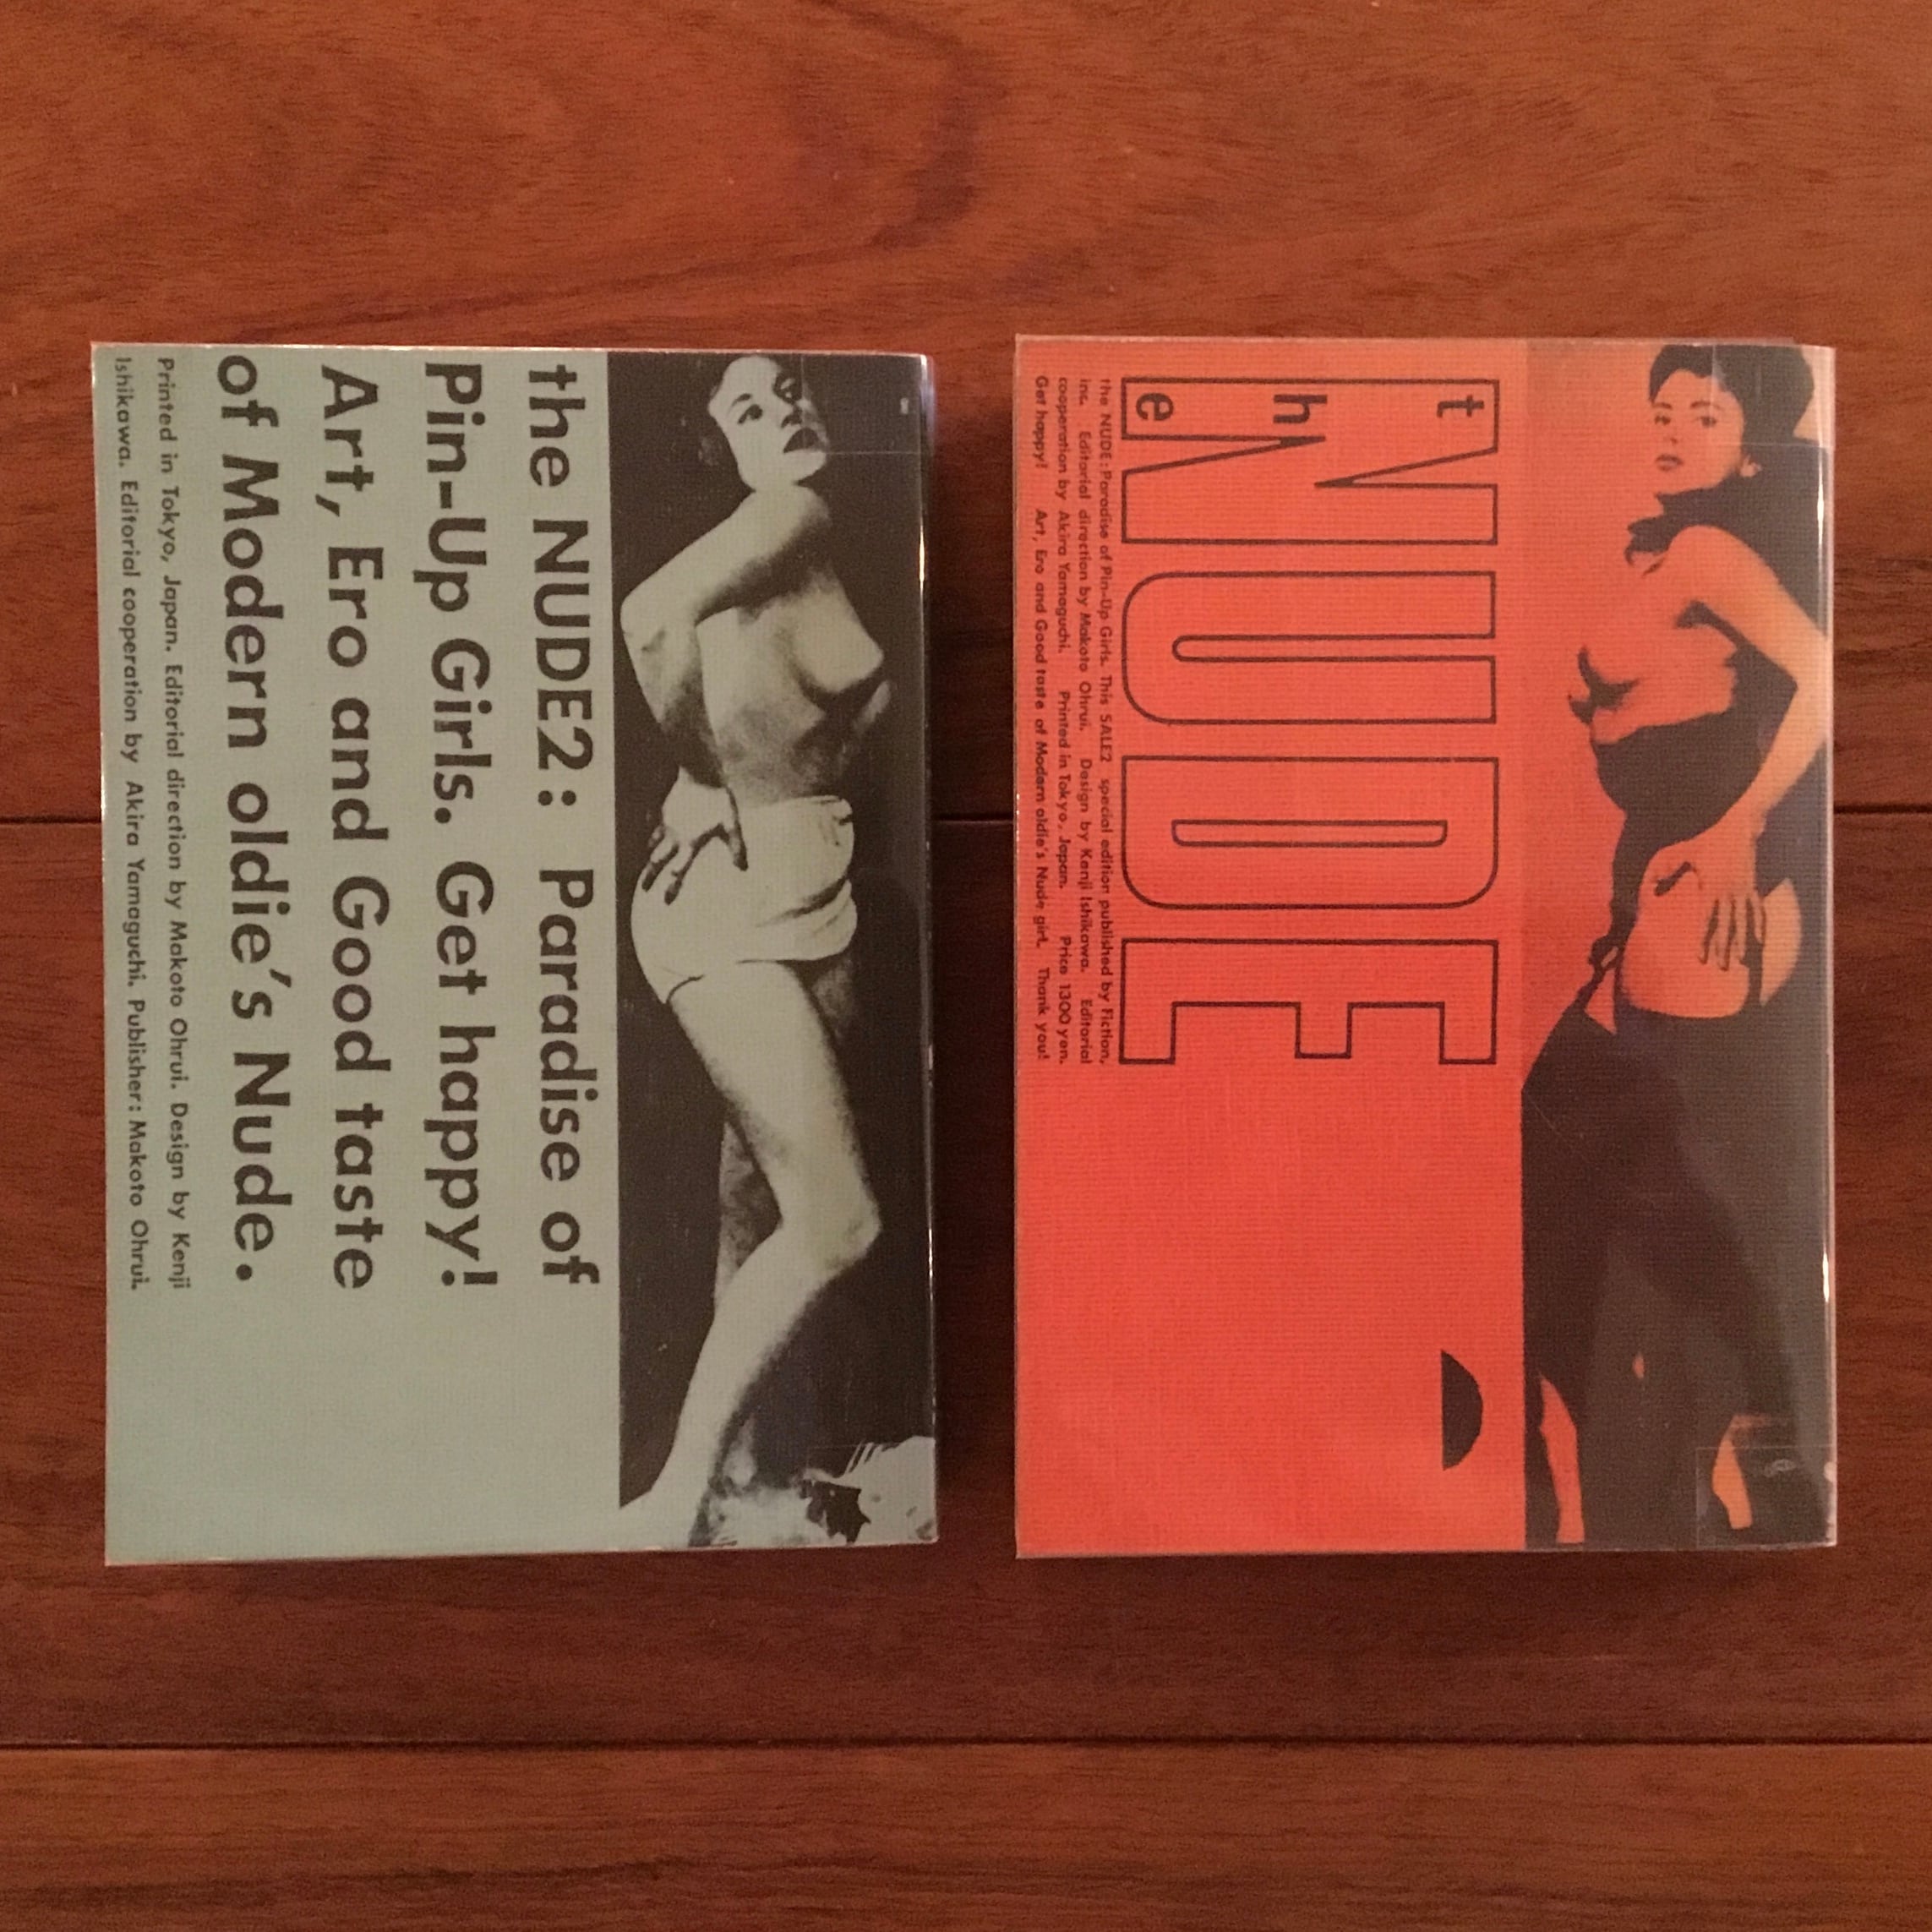 the NUDE2: Paradise of
Pin-Up Girls. Get happy!
Art, Ero and Good taste
of Modern oldie's Nude.
Printed in Tokyo, Japan. Editorial direction by Makoto Ohrui. Design by Kenji
Ishikawa. Editorial cooperation by Akira Yamaguchi. Publisher: Makoto Ohrui.
the
NUDE
the NUDE: Paradise of Pin-Up Girls. This SALE2 special edition published by Fiction,
inc. Editorial direction by Makoto Ohrui. Design by Kenji Ishikawa. Editorial
cooperation by Akira Yamaguchi. Printed in Tokyo, Japan. Price 1300 yen.
Get happy! Art, Ero and Good taste of Modern oldie's Nude girl. Thank you!